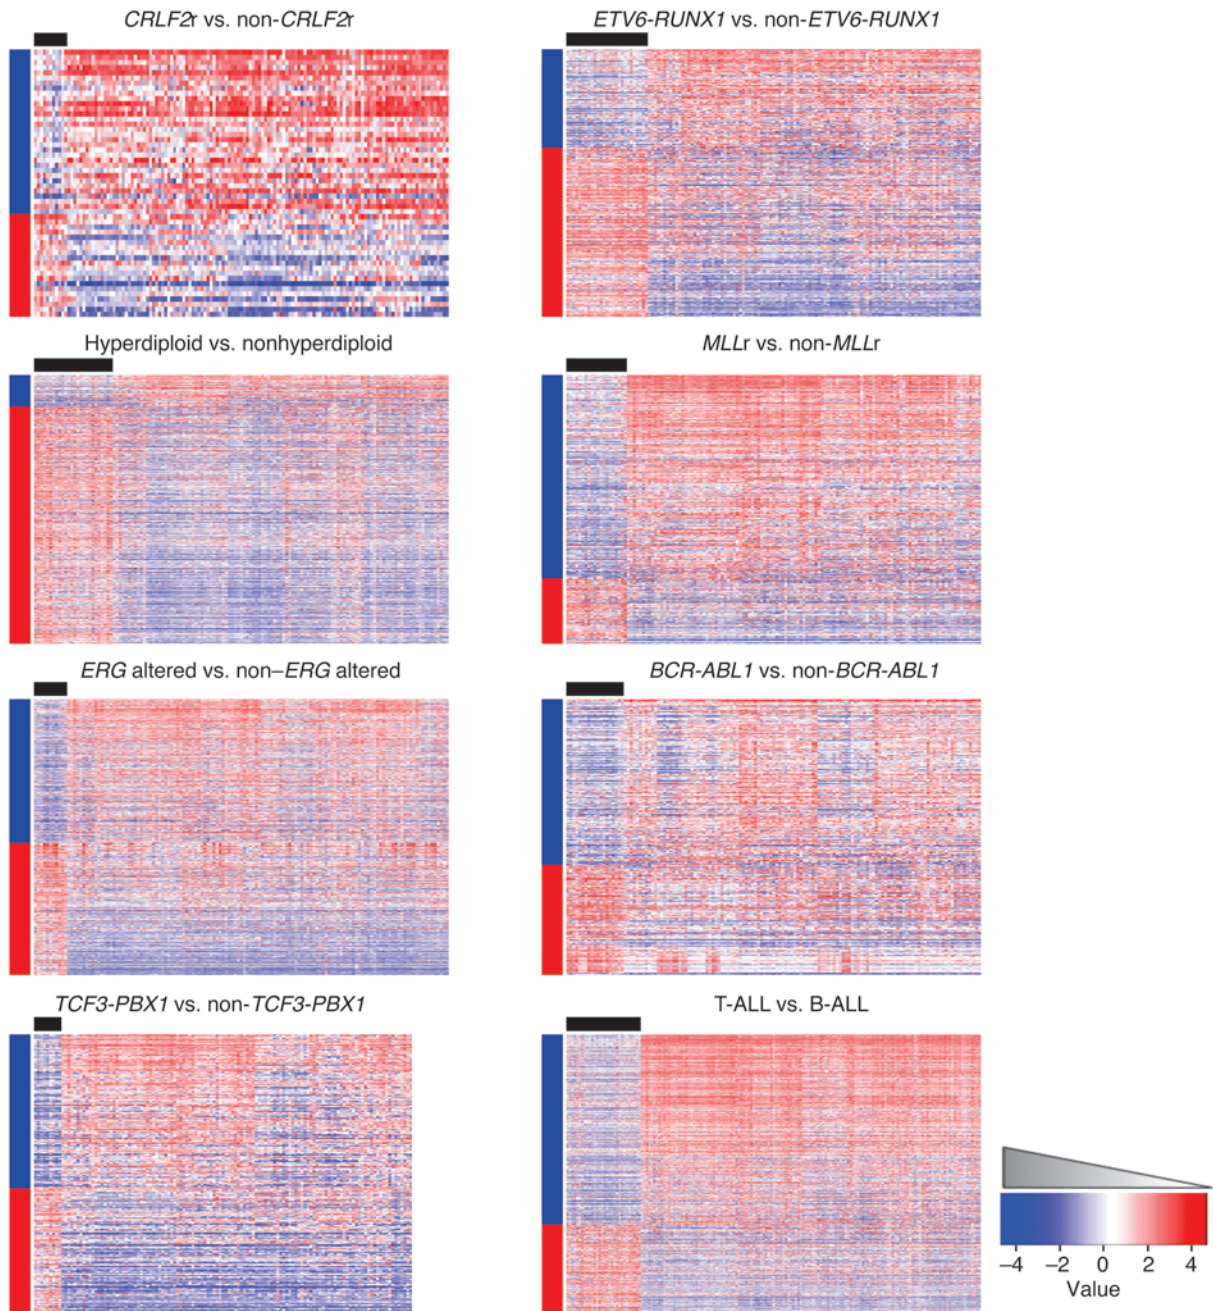 CRLF2r vs. non-CRLF2r
ETV6-RUNX1 vs. non-ETV6-RUNX1
Hyperdiploid vs. nonhyperdiploid
MLLr vs. non-MLLr
ERG altered vs. non–ERG altered
BCR-ABL1 vs. non-BCR-ABL1
TCF3-PBX1 vs. non-TCF3-PBX1
T-ALL vs. B-ALL
−4 −2 0 2 4
Value